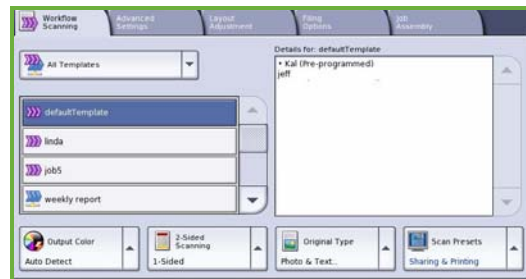 Workflow
Scanning
Advanced
Settings
Layout
Adjustment
Filing
Options
Job
Assembly
All Templates
Details for: defaultTemplate
• Kal (Pre-programmed)
jeff
defaultTemplate
linda
job5
weekly report
Output Color
Auto Detect
2-Sided
Scanning
1-Sided
Original Type
Photo & Text..
Scan Presets
Sharing & Printing